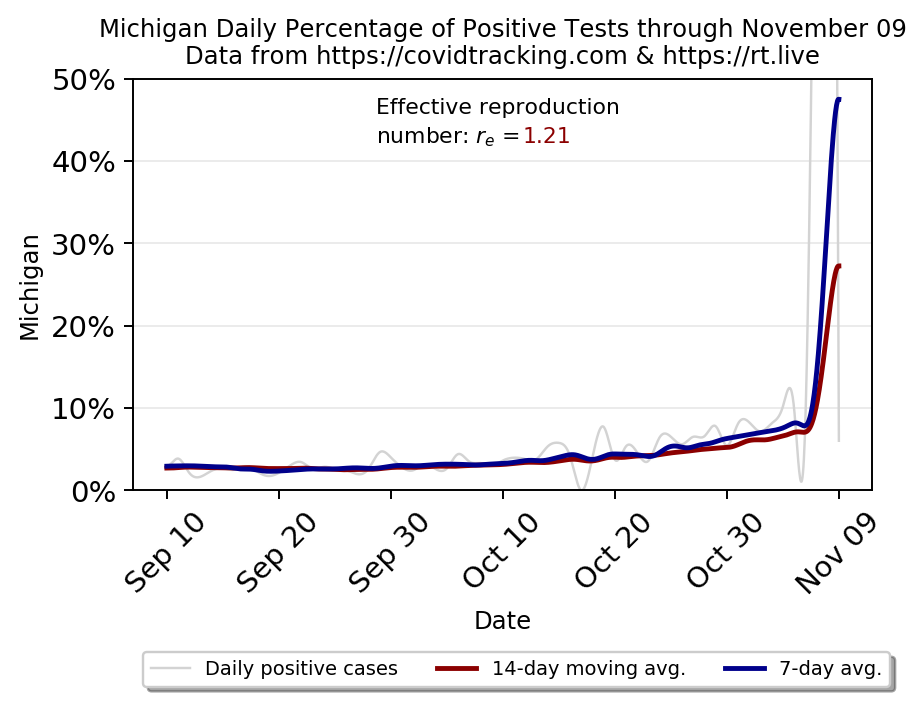 Michigan Daily Percentage of Positive Tests through November 09
Data from https://covidtracking.com & https://rt.live
Effective reproduction
number: rₑ = 1.21
50%
40%
30%
20%
10%
0%
Michigan
Sep 10
Sep 20
Sep 30
Oct 10
Oct 20
Oct 30
Nov 09
Date
Daily positive cases
14-day moving avg.
7-day avg.